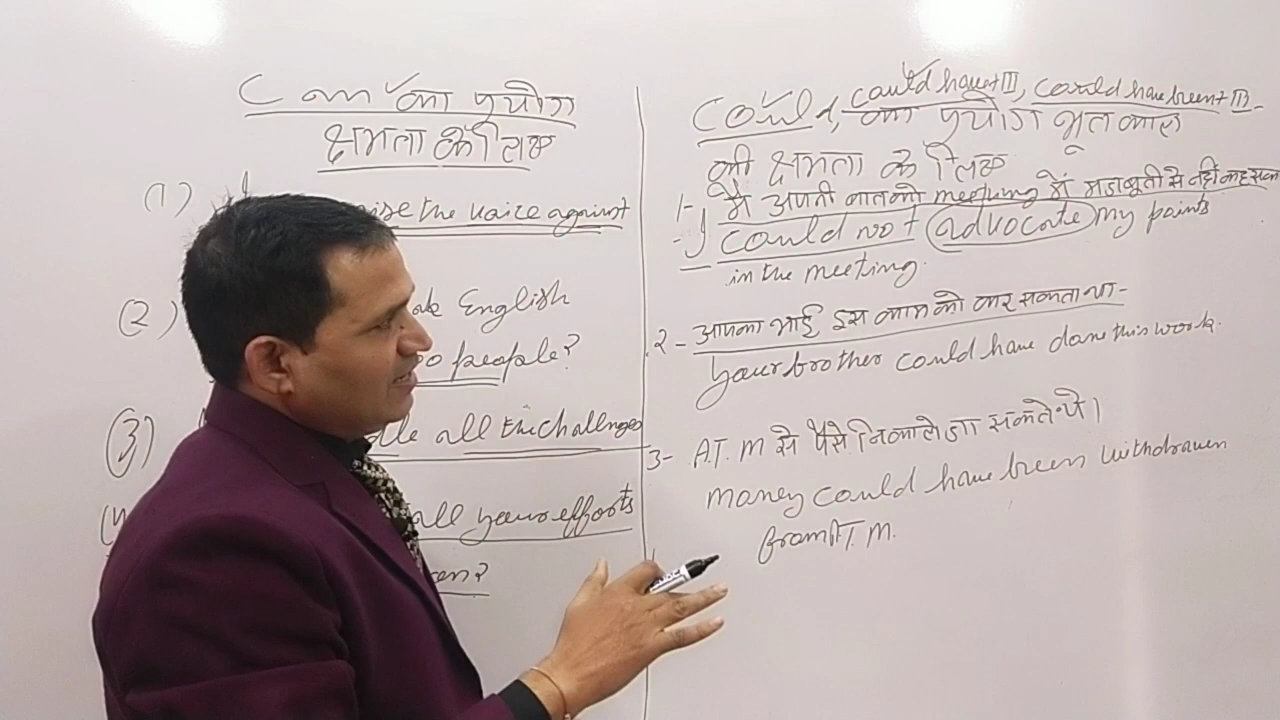 Can का प्रयोग
क्षमता के लिए
(1) I
raise the voice against
(2)
English
people?
(3)
all the challenges
all your efforts
Could, could have+III, could have been+III-
का प्रयोग भूतकाल
की क्षमता के लिए
1- मैं अपनी बात को meeting में मजबूती से नहीं कह सका
- I could not advocate my points
in the meeting.
2- आपका भाई इस काम को कर सकता था-
your brother could have done this work.
3- A.T.M से पैसे निकाले जा सकते थे।
money could have been withdrawn
from A.T.M.